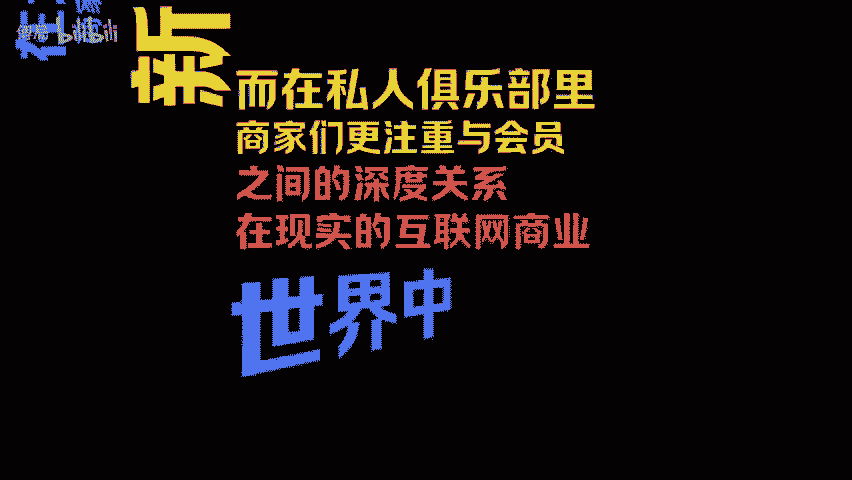 新
而在私人俱乐部里
商家们更注重与会员
之间的深度关系
在现实的互联网商业
世界中